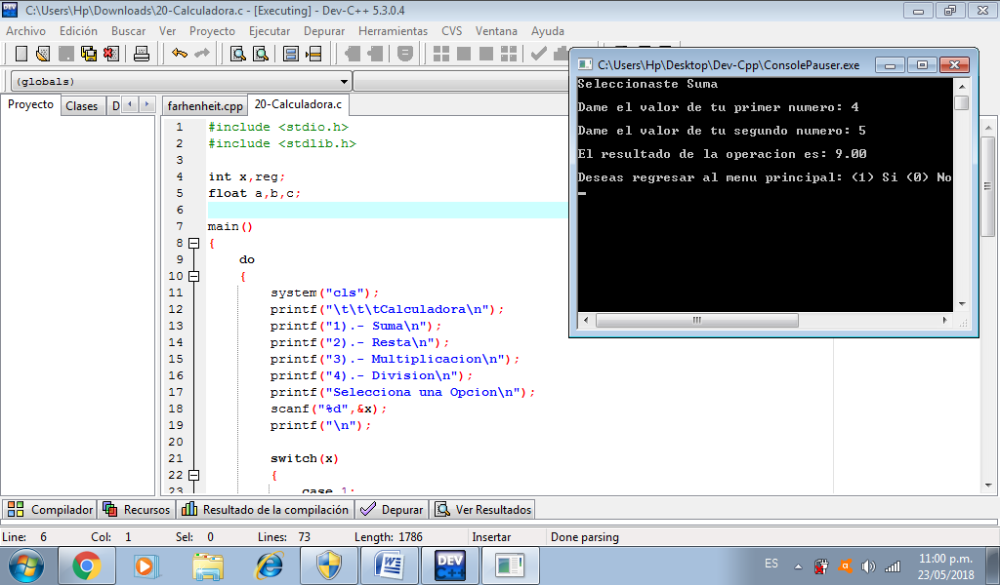 C:\Users\Hp\Downloads\20-Calculadora.c - [Executing] - Dev-C++ 5.3.0.4
Archivo Edición Buscar Ver Proyecto Ejecutar Depurar Herramientas CVS Ventana Ayuda
(globals)
Proyecto Clases D
farhenheit.cpp 20-Calculadora.c
1 #include <stdio.h>
2 #include <stdlib.h>
3
4 int x,reg;
5 float a,b,c;
6
7 main()
8 {
9 do
10 {
11 system("cls");
12 printf("\t\t\tCalculadora\n");
13 printf("1).- Suma\n");
14 printf("2).- Resta\n");
15 printf("3).- Multiplicacion\n");
16 printf("4).- Division\n");
17 printf("Selecciona una Opcion\n");
18 scanf("%d",&x);
19 printf("\n");
20
21 switch(x)
22 {
23 case 1:
C:\Users\Hp\Desktop\Dev-Cpp\ConsolePauser.exe
Seleccionaste Suma
Dame el valor de tu primer numero: 4
Dame el valor de tu segundo numero: 5
El resultado de la operacion es: 9.00
Deseas regresar al menu principal: (1) Si (0) No
Compilador Recursos Resultado de la compilación Depurar Ver Resultados
Line: 6 Col: 1 Sel: 0 Lines: 73 Length: 1786 Insertar Done parsing
DEV C++
ES
11:00 p.m.
23/05/2018